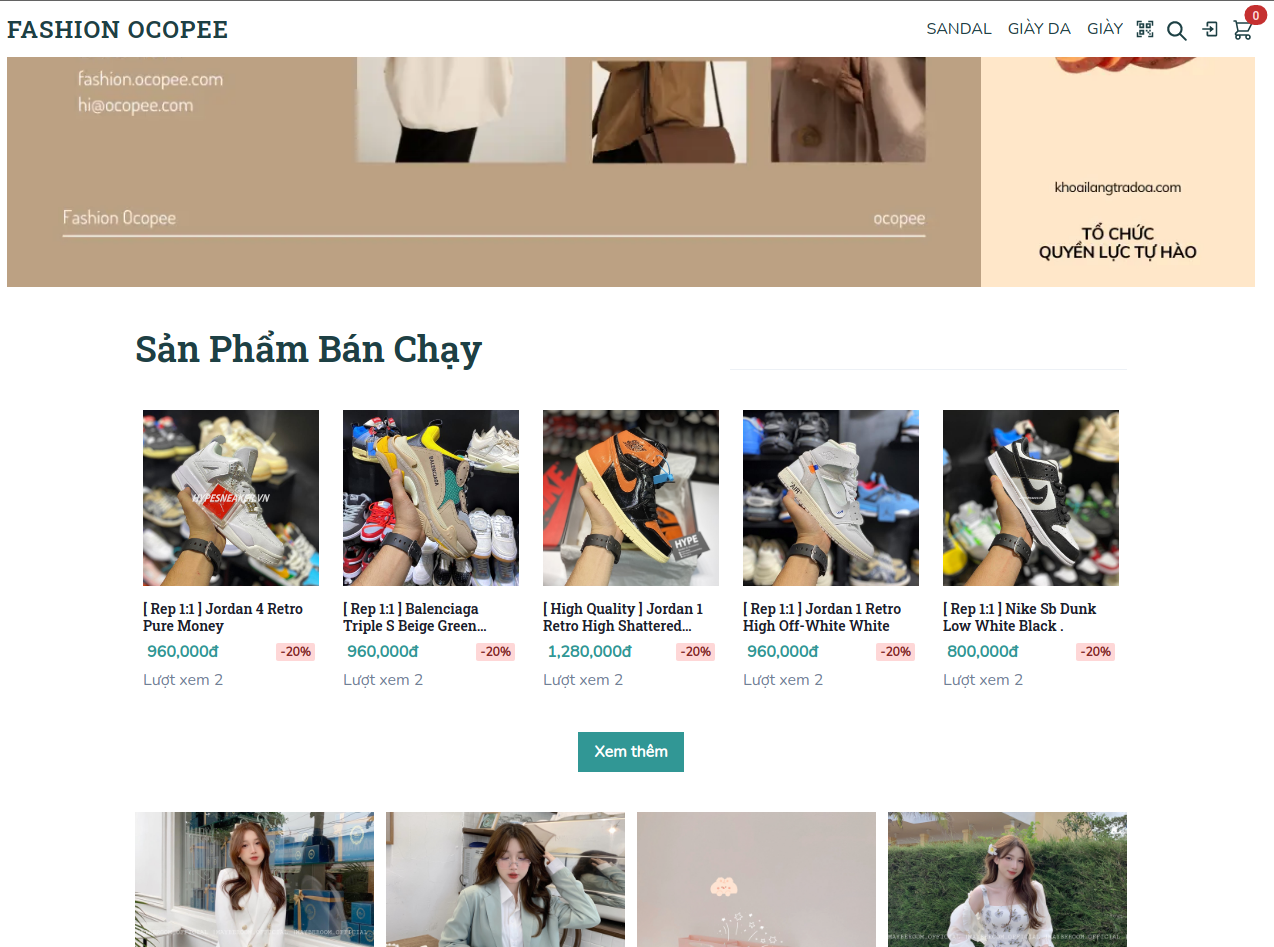 FASHION OCOPEE
SANDAL GIÀY DA GIÀY 0
fashion.ocopee.com
hi@ocopee.com
Fashion Ocopee
ocopee
khoailangtradoa.com
TỔ CHỨC
QUYỀN LỰC TỰ HÀO
Sản Phẩm Bán Chạy
HYPESNEAKER.VN
BALENCIAGA
HYPE
"AIR"
[ Rep 1:1 ] Jordan 4 Retro
Pure Money
960,000đ -20%
Lượt xem 2
[ Rep 1:1 ] Balenciaga
Triple S Beige Green...
960,000đ -20%
Lượt xem 2
[ High Quality ] Jordan 1
Retro High Shattered...
1,280,000đ -20%
Lượt xem 2
[ Rep 1:1 ] Jordan 1 Retro
High Off-White White
960,000đ -20%
Lượt xem 2
[ Rep 1:1 ] Nike Sb Dunk
Low White Black .
800,000đ -20%
Lượt xem 2
Xem thêm